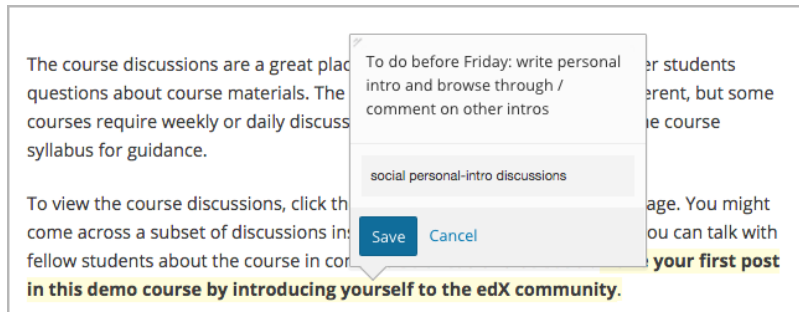 The course discussions are a great plac
er students
questions about course materials. The
erent, but some
courses require weekly or daily discuss
e course
syllabus for guidance.
To view the course discussions, click th
age. You might
come across a subset of discussions ins
ou can talk with
fellow students about the course in con
your first post
in this demo course by introducing yourself to the edX community.
To do before Friday: write personal
intro and browse through /
comment on other intros
social personal-intro discussions
Save Cancel